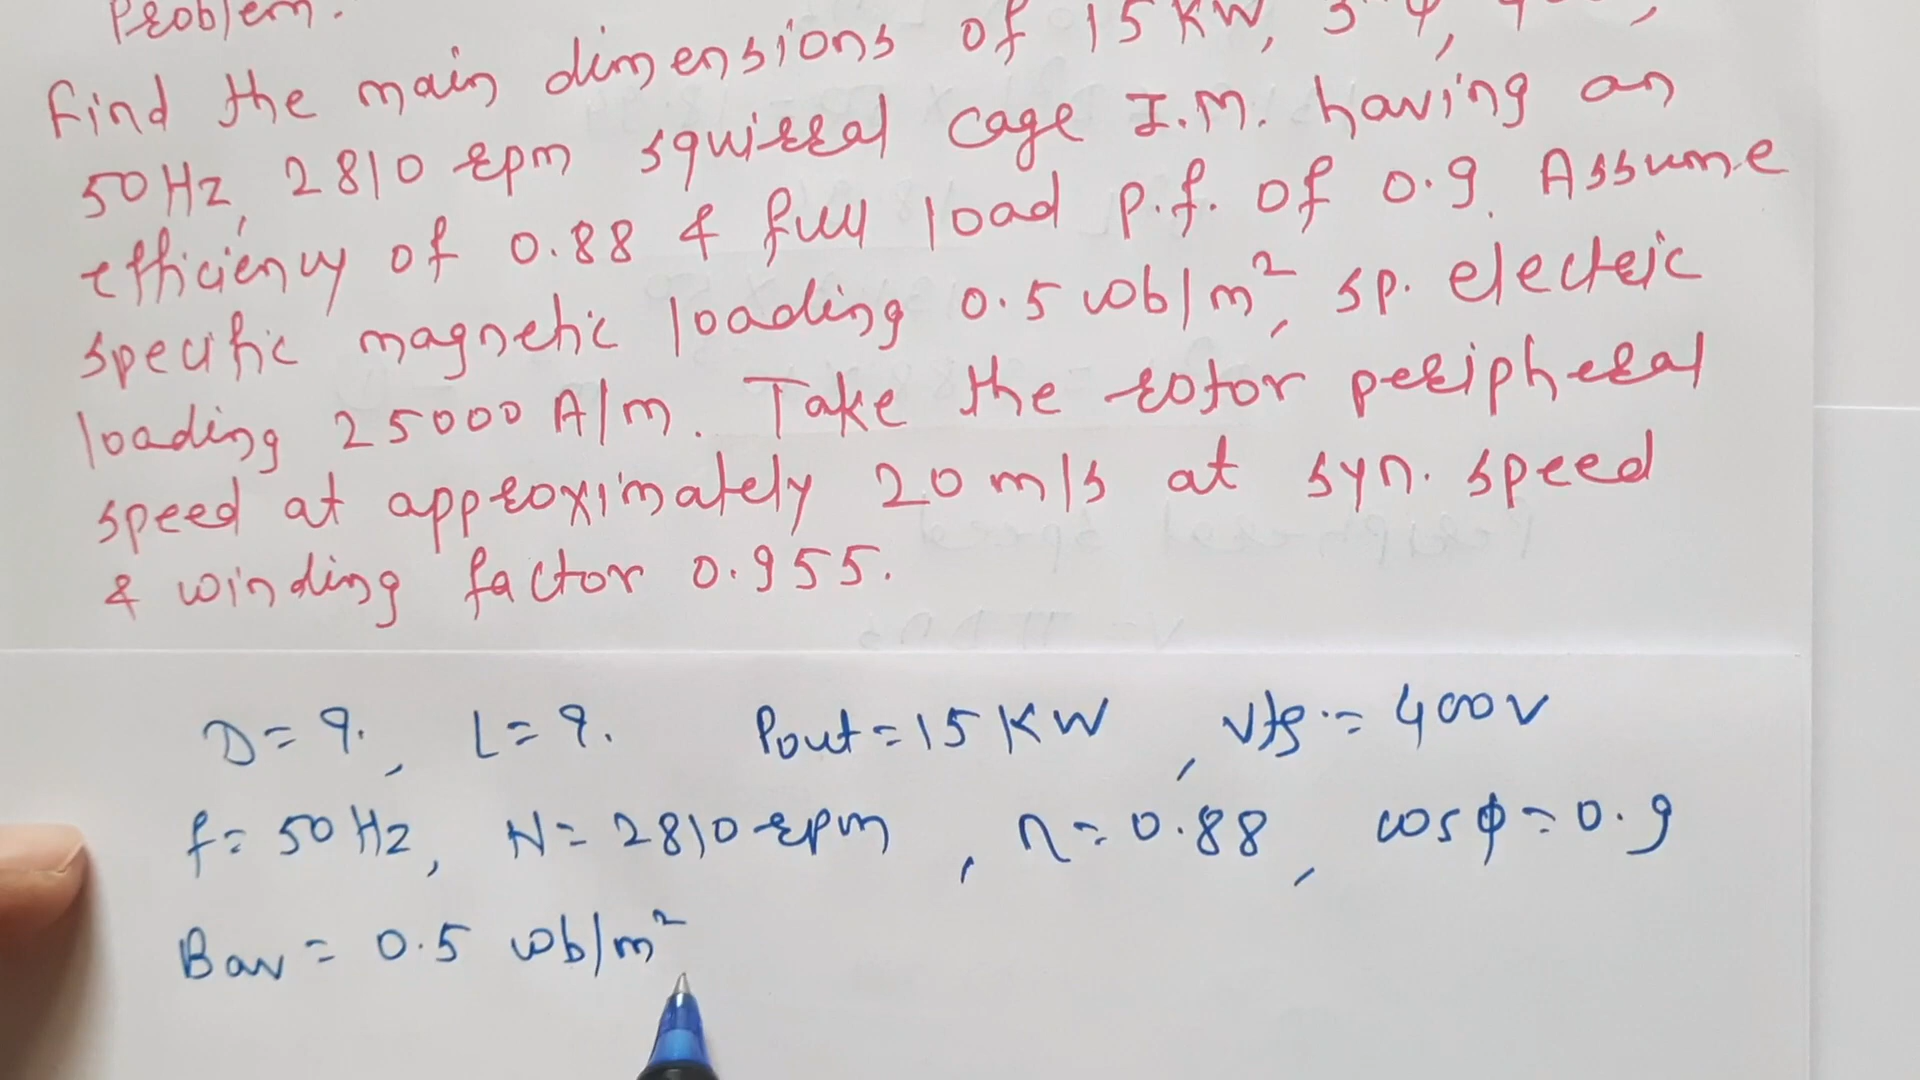 Problem.
Find the main dimensions of 15 KW, 3 ϕ,
50 Hz, 2810 rpm squirral cage I.M. having an
efficiency of 0.88 & full load p.f. of 0.9. Assume
specific magnetic loading 0.5 wb/m², sp. electric
loading 25000 A/m. Take the rotor peripheral
speed at approximately 20 m/s at syn. speed
& winding factor 0.955.
D = ?, L = ?. Pout = 15 KW, Vtg. = 400 V
f = 50 Hz, N = 2810 rpm, η = 0.88, cos ϕ = 0.9
Bav = 0.5 wb/m²